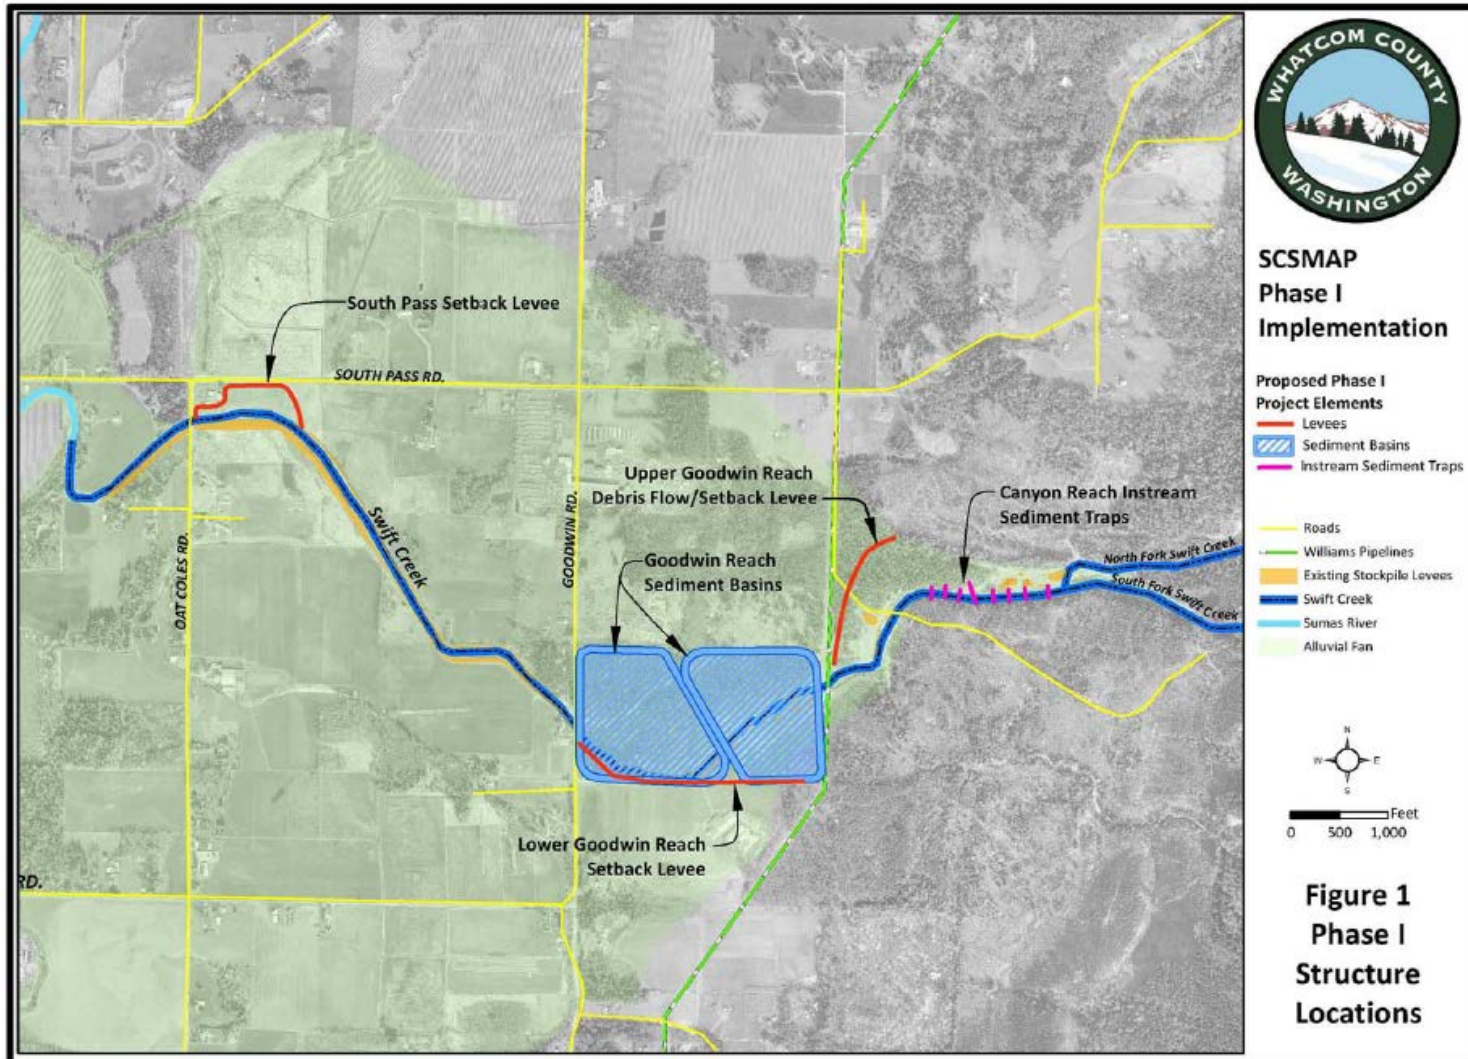 WHATCOM COUNTY
WASHINGTON
SCSMAP
Phase I
Implementation
Proposed Phase I
Project Elements
Levees
Sediment Basins
Instream Sediment Traps
Roads
Williams Pipelines
Existing Stockpile Levees
Swift Creek
Sumas River
Alluvial Fan
N
W E
S
Feet
0 500 1,000
Figure 1
Phase I
Structure
Locations
South Pass Setback Levee
SOUTH PASS RD.
Upper Goodwin Reach
Debris Flow/Setback Levee
Canyon Reach Instream
Sediment Traps
North Fork Swift Creek
South Fork Swift Creek
Swift Creek
GOODWIN RD.
OAT COLES RD.
Goodwin Reach
Sediment Basins
Lower Goodwin Reach
Setback Levee
RD.